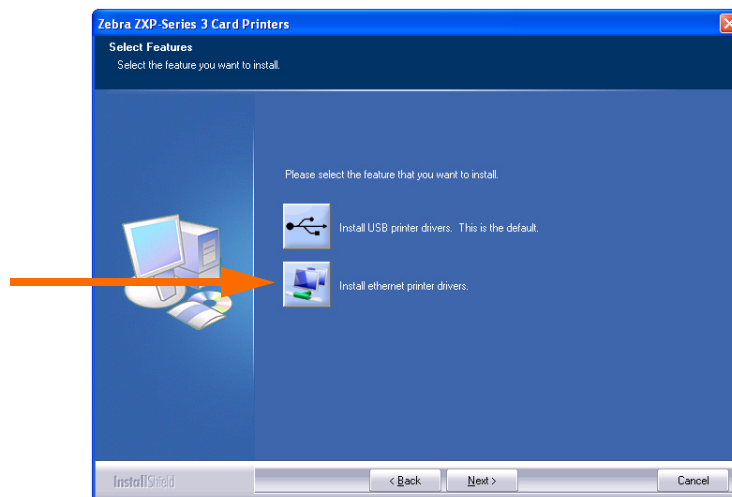 Zebra ZXP-Series 3 Card Printers
Select Features
Select the feature you want to install.
Please select the feature that you want to install.
Install USB printer drivers. This is the default.
Install ethernet printer drivers.
InstallShield
< Back
Next >
Cancel